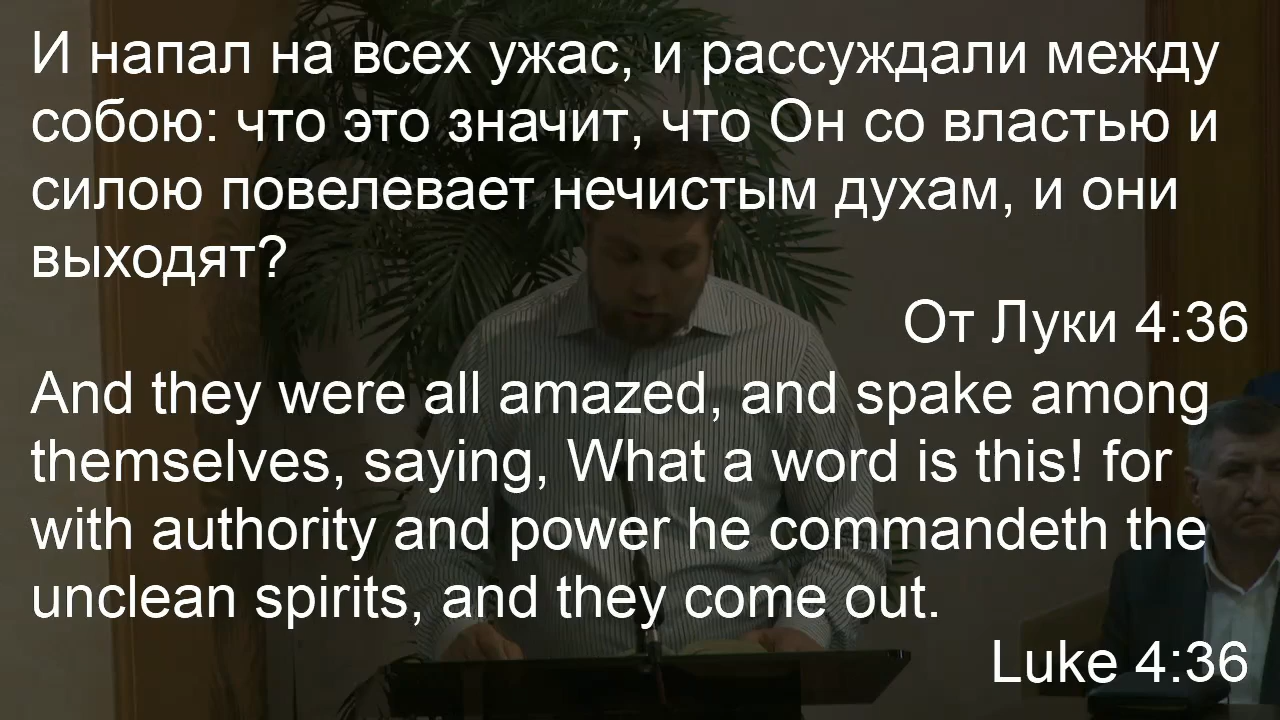 И напал на всех ужас, и рассуждали между
собою: что это значит, что Он со властью и
силою повелевает нечистым духам, и они
выходят?
От Луки 4:36
And they were all amazed, and spake among
themselves, saying, What a word is this! for
with authority and power he commandeth the
unclean spirits, and they come out.
Luke 4:36